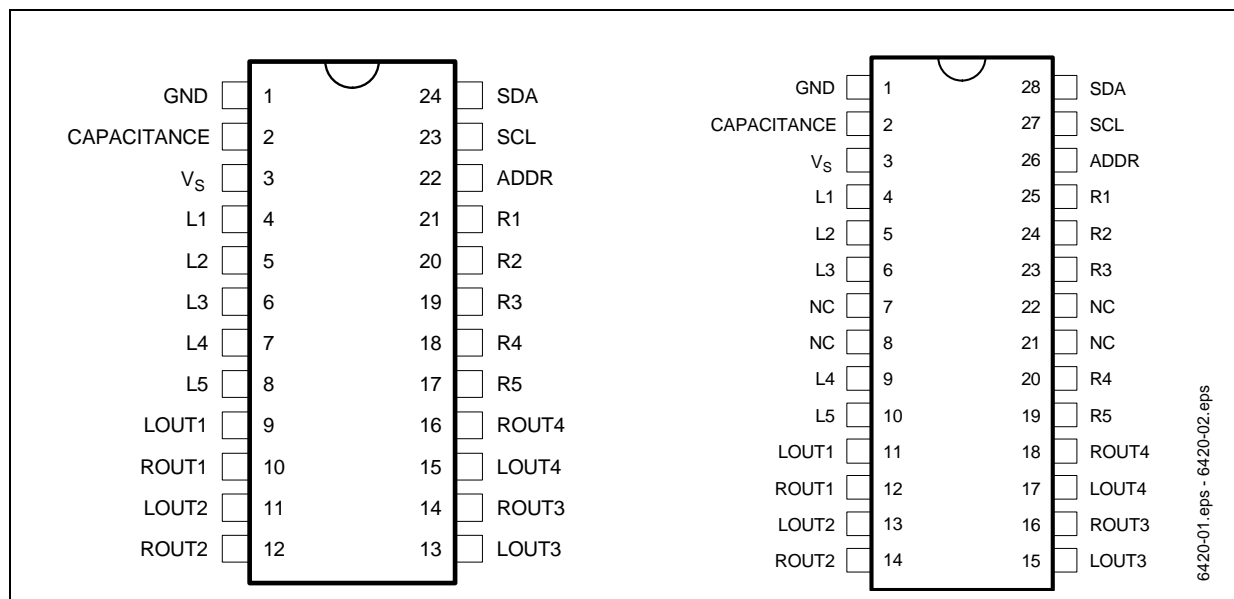 GND 1 24 SDA
CAPACITANCE 2 23 SCL
VS 3 22 ADDR
L1 4 21 R1
L2 5 20 R2
L3 6 19 R3
L4 7 18 R4
L5 8 17 R5
LOUT1 9 16 ROUT4
ROUT1 10 15 LOUT4
LOUT2 11 14 ROUT3
ROUT2 12 13 LOUT3
GND 1 28 SDA
CAPACITANCE 2 27 SCL
VS 3 26 ADDR
L1 4 25 R1
L2 5 24 R2
L3 6 23 R3
NC 7 22 NC
NC 8 21 NC
L4 9 20 R4
L5 10 19 R5
LOUT1 11 18 ROUT4
ROUT1 12 17 LOUT4
LOUT2 13 16 ROUT3
ROUT2 14 15 LOUT3
6420-01.eps - 6420-02.eps